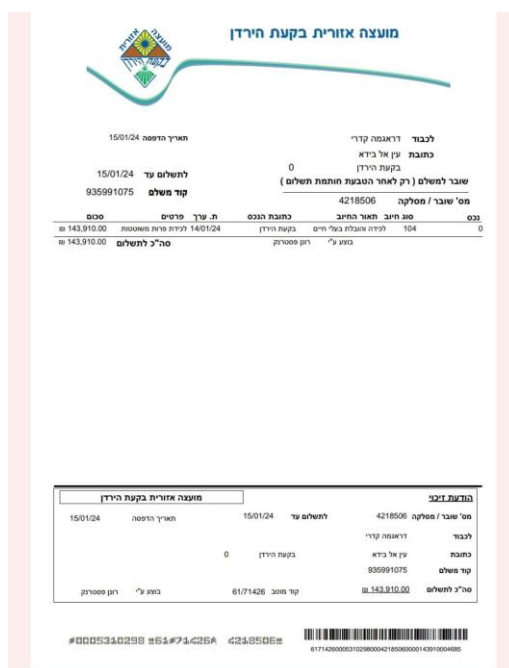 מועצה אזורית בקעת הירדן
מועצה אזורית
בקעת הירדן
לכבוד דראגמה קדרי
תאריך הדפסה 15/01/24
כתובת עין אל בידא
בקעת הירדן 0
לתשלום עד 15/01/24
שובר למשלם ( רק לאחר הטבעת חותמת תשלום )
קוד משלם 935991075
מס' שובר / מסלקה 4218506
נכס סוג חיוב תאור החיוב כתובת הנכס ת. ערך פרטים סכום
0 104 לכידה והובלת בעלי חיים בקעת הירדן 14/01/24 לכידת פרות משוטטות 143,910.00 ₪
בוצע ע"י רונן פסטרנק סה"כ לתשלום 143,910.00 ₪
הודעת זיכוי מועצה אזורית בקעת הירדן
מס' שובר / מסלקה 4218506 לתשלום עד 15/01/24 תאריך הדפסה 15/01/24
לכבוד דראגמה קדרי
כתובת עין אל בידא בקעת הירדן 0
קוד משלם 935991075
סה"כ לתשלום 143,910.00 ₪ קוד מוטב 61/71426 בוצע ע"י רונן פסטרנק
#0005310298 ⑈61#71426A 4218506⑈
6171426000531029800042185060000143910004685